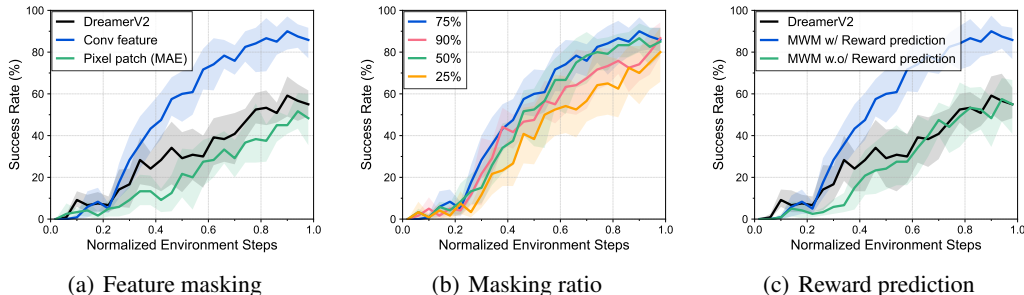 DreamerV2
Conv feature
Pixel patch (MAE)
100
80
60
40
20
0
Success Rate (%)
0.0 0.2 0.4 0.6 0.8 1.0
Normalized Environment Steps
(a) Feature masking
75%
90%
50%
25%
100
80
60
40
20
0
Success Rate (%)
0.0 0.2 0.4 0.6 0.8 1.0
Normalized Environment Steps
(b) Masking ratio
DreamerV2
MWM w/ Reward prediction
MWM w.o/ Reward prediction
100
80
60
40
20
0
Success Rate (%)
0.0 0.2 0.4 0.6 0.8 1.0
Normalized Environment Steps
(c) Reward prediction